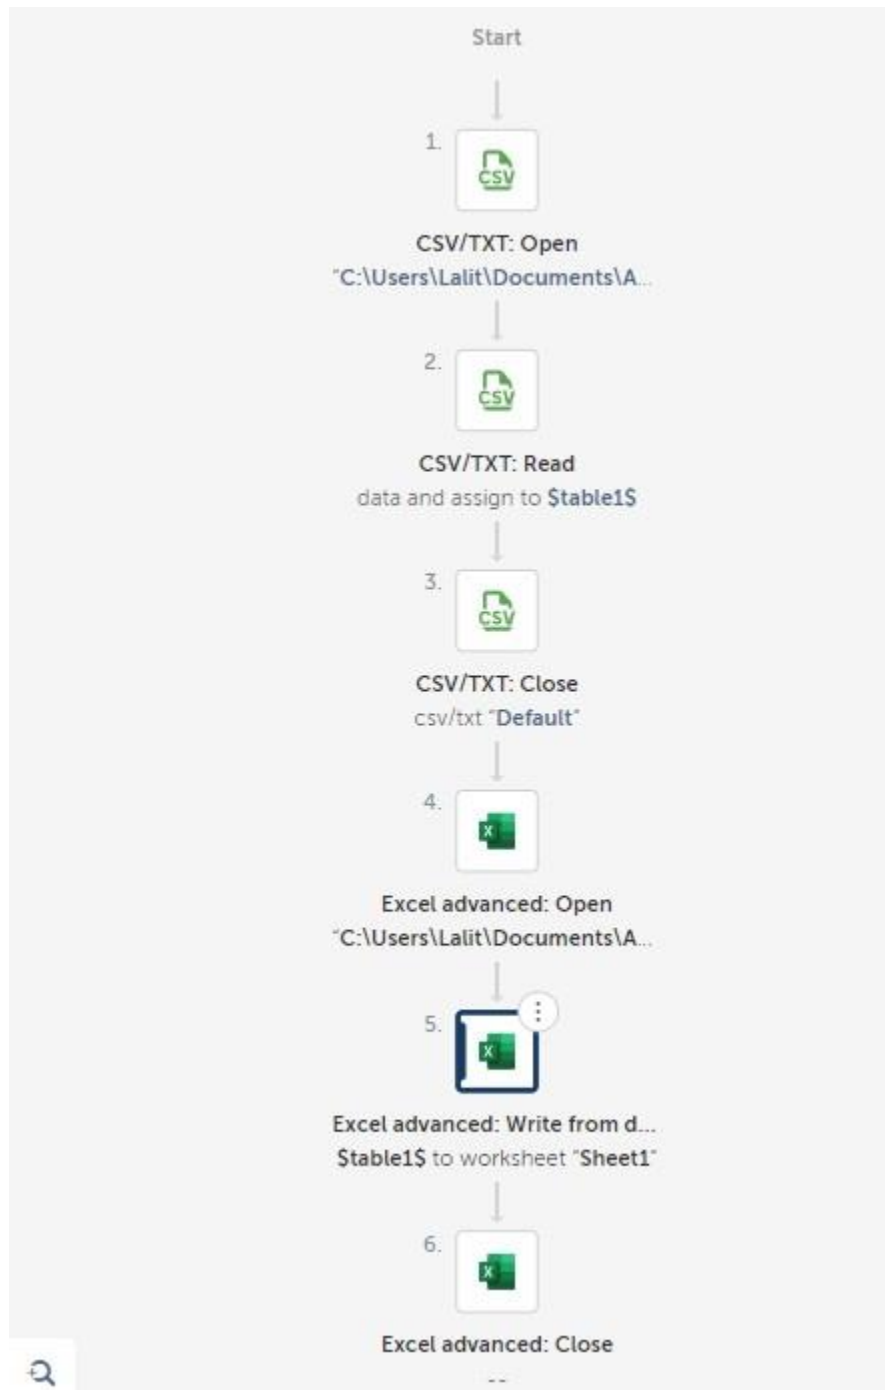 Start
1.
CSV
CSV/TXT: Open
"C:\Users\Lalit\Documents\A...
2.
CSV
CSV/TXT: Read
data and assign to $table1$
3.
CSV
CSV/TXT: Close
csv/txt "Default"
4.
X
Excel advanced: Open
"C:\Users\Lalit\Documents\A...
5.
X
Excel advanced: Write from d...
$table1$ to worksheet "Sheet1"
6.
X
Excel advanced: Close
--